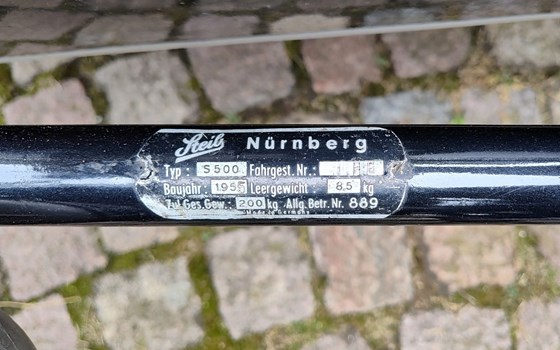 Steib Nürnberg
Typ: S 500 Fahrgest. Nr.:
Baujahr: 1955 Leergewicht 85 kg
Zul. Ges. Gew.: 200 kg Allg. Betr. Nr. 889
Made in Germany